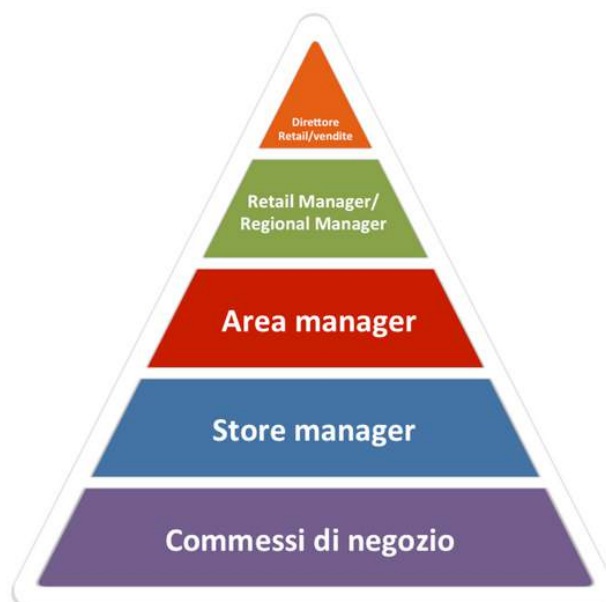 Direttore
Retail/vendite
Retail Manager/
Regional Manager
Area manager
Store manager
Commessi di negozio